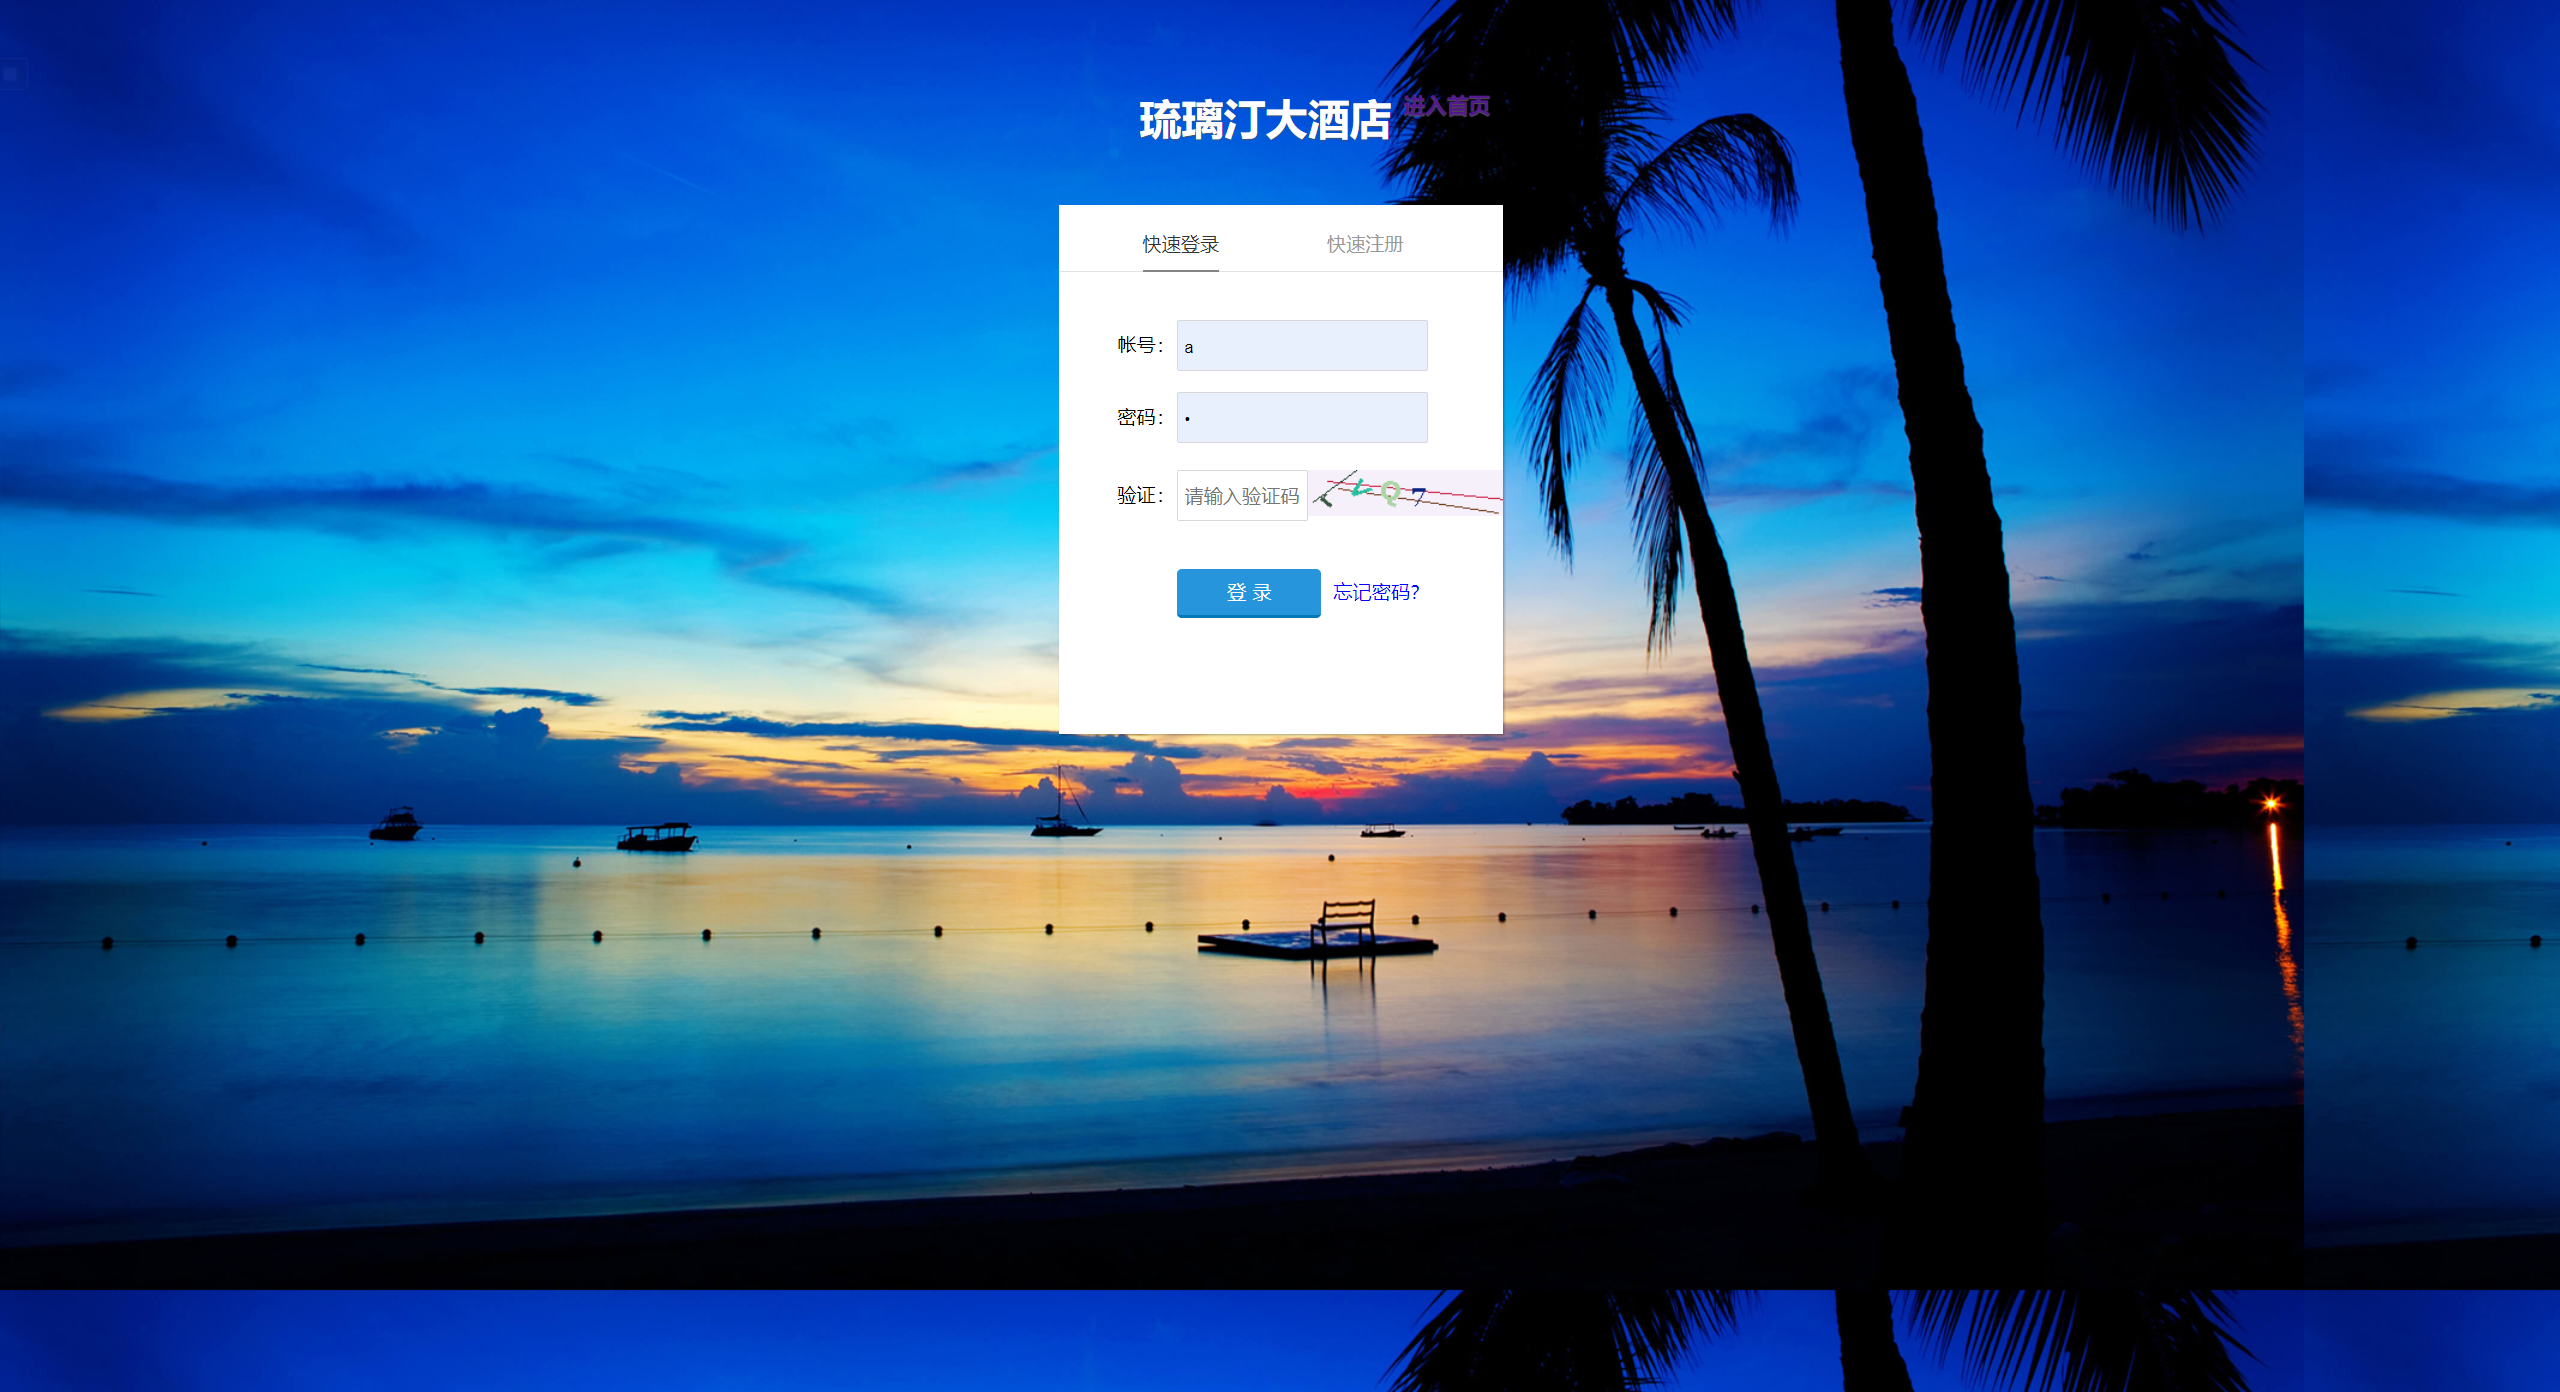 琉璃汀大酒店 进入首页
快速登录 快速注册
帐号： a
密码： •
验证： 请输入验证码
登 录 忘记密码？